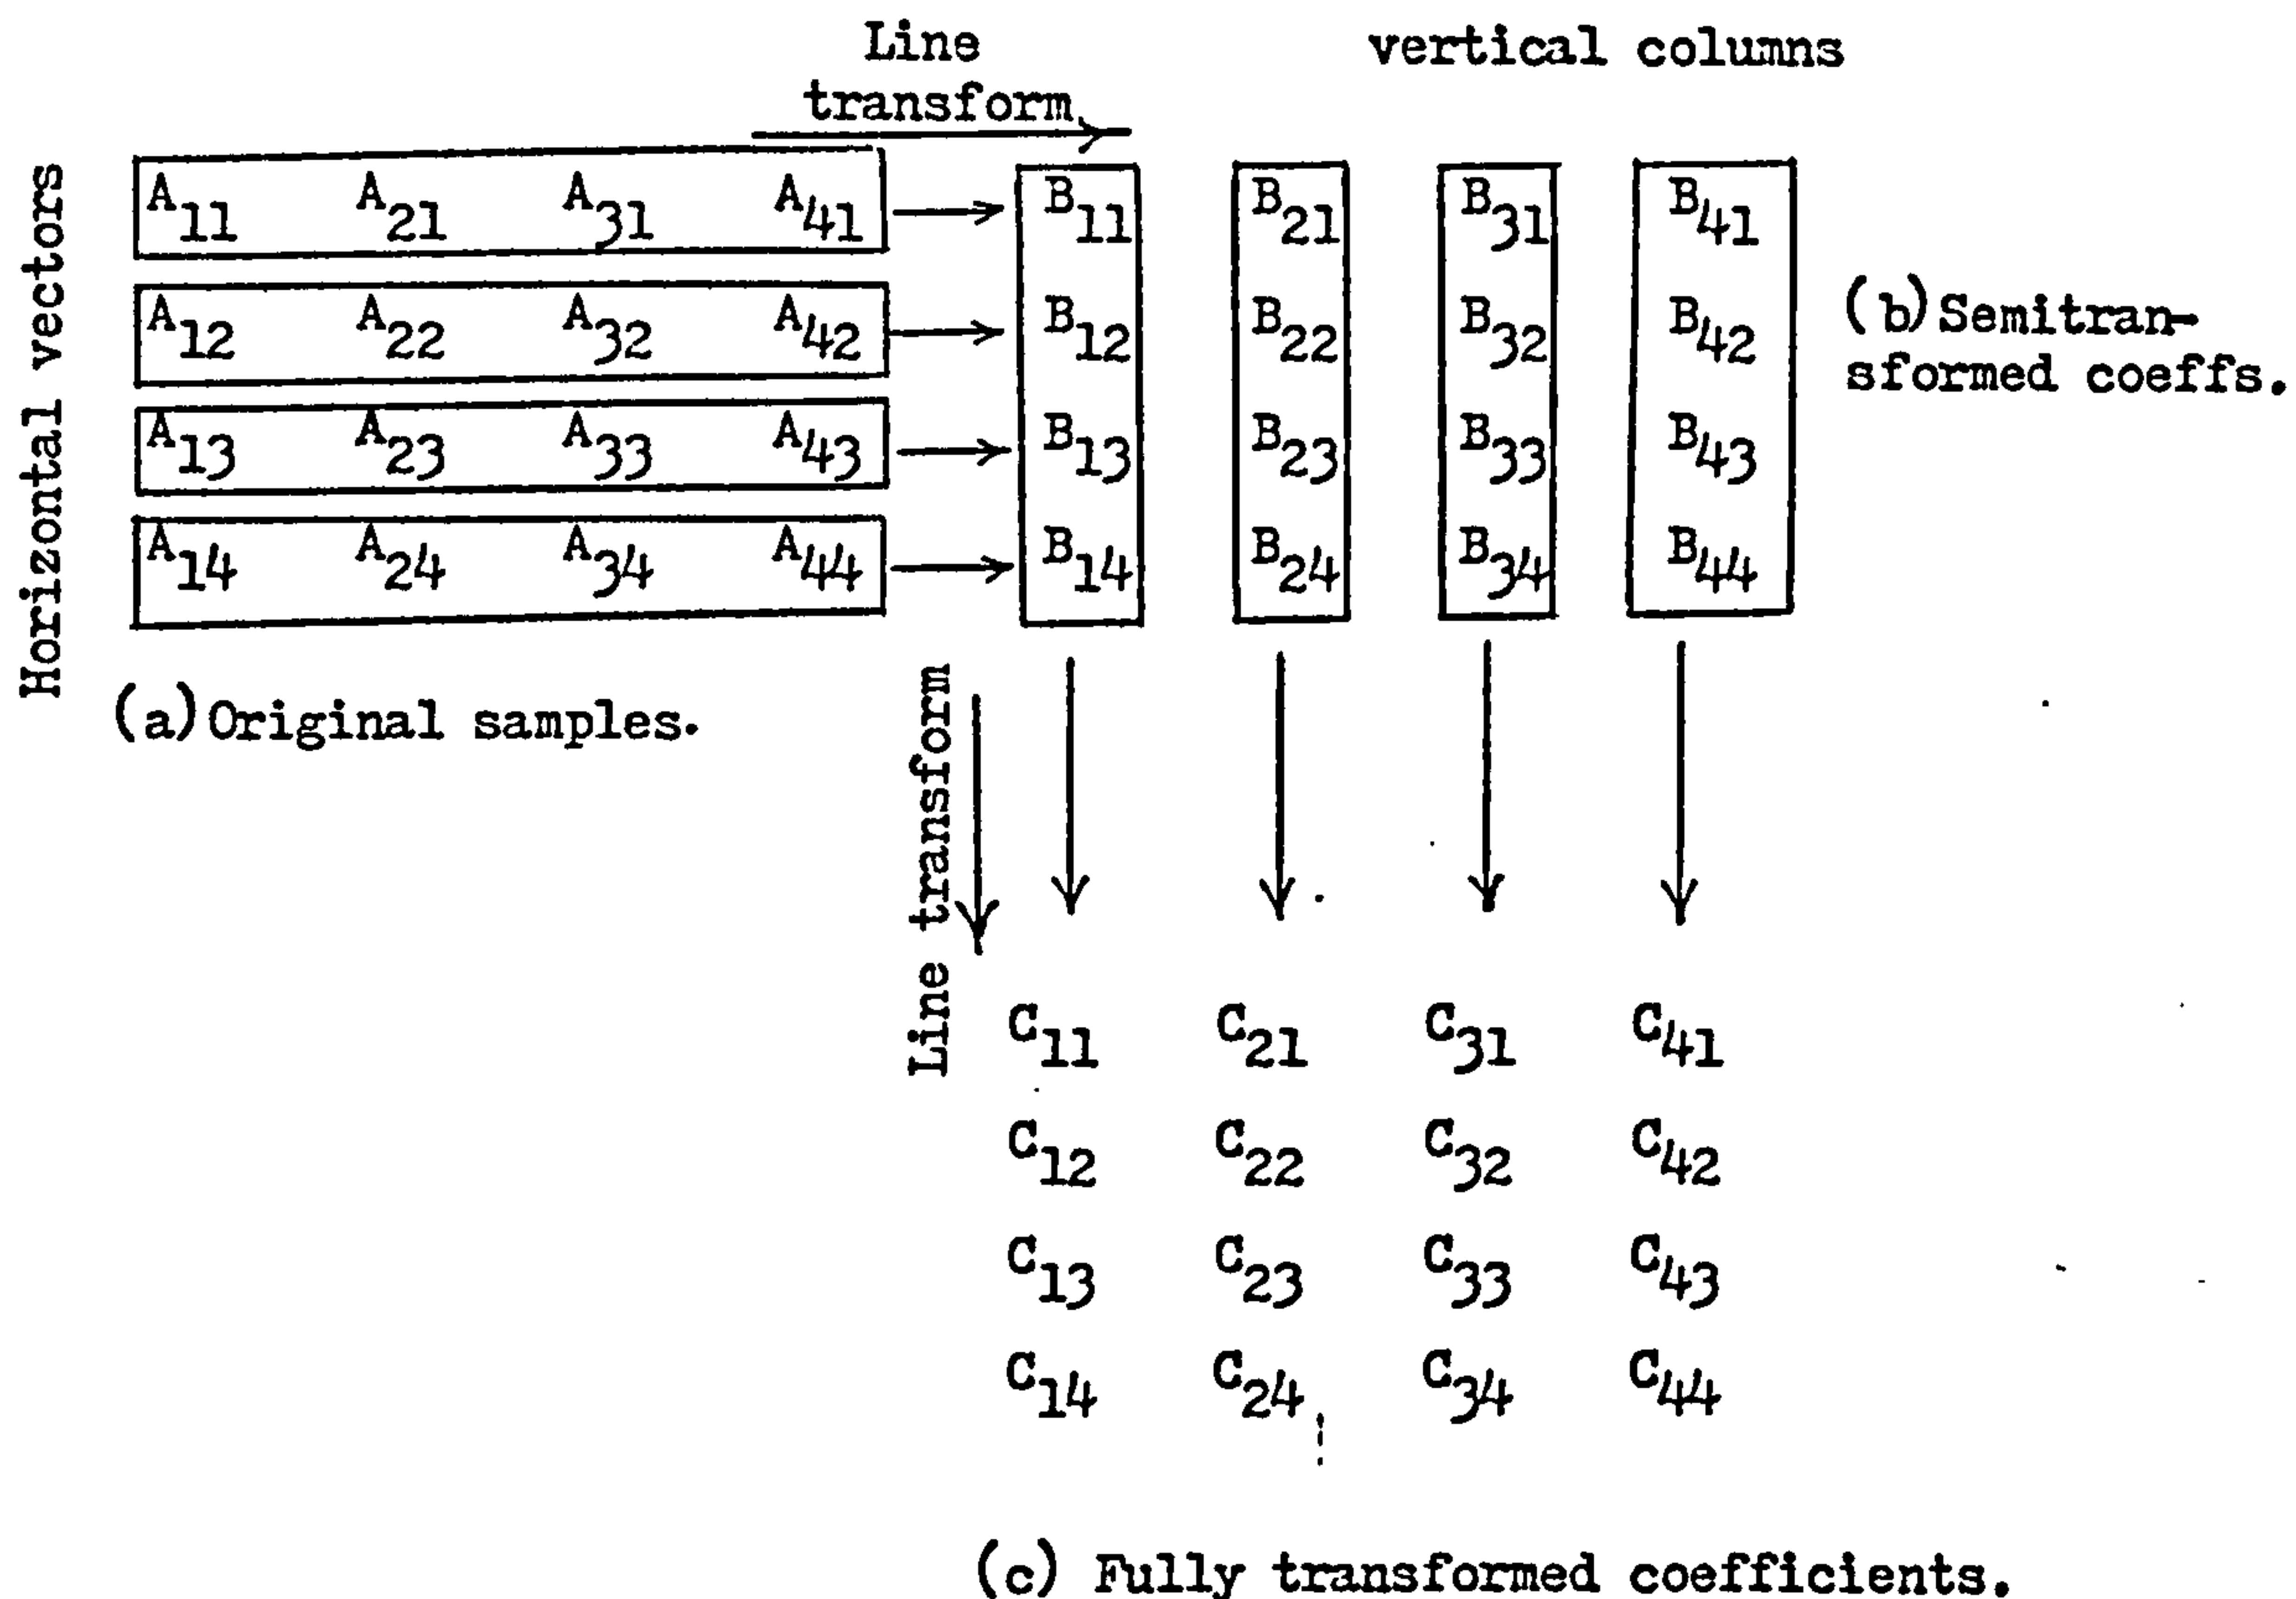 Line
transform
vertical columns
Horizontal vectors
A11 A21 A31 A41
A12 A22 A32 A42
A13 A23 A33 A43
A14 A24 A34 A44
B11 B21 B31 B41
B12 B22 B32 B42
B13 B23 B33 B43
B14 B24 B34 B44
(b) Semitran-
sformed coeffs.
(a) Original samples.
Line transform
C11 C21 C31 C41
C12 C22 C32 C42
C13 C23 C33 C43
C14 C24 C34 C44
(c) Fully transformed coefficients.